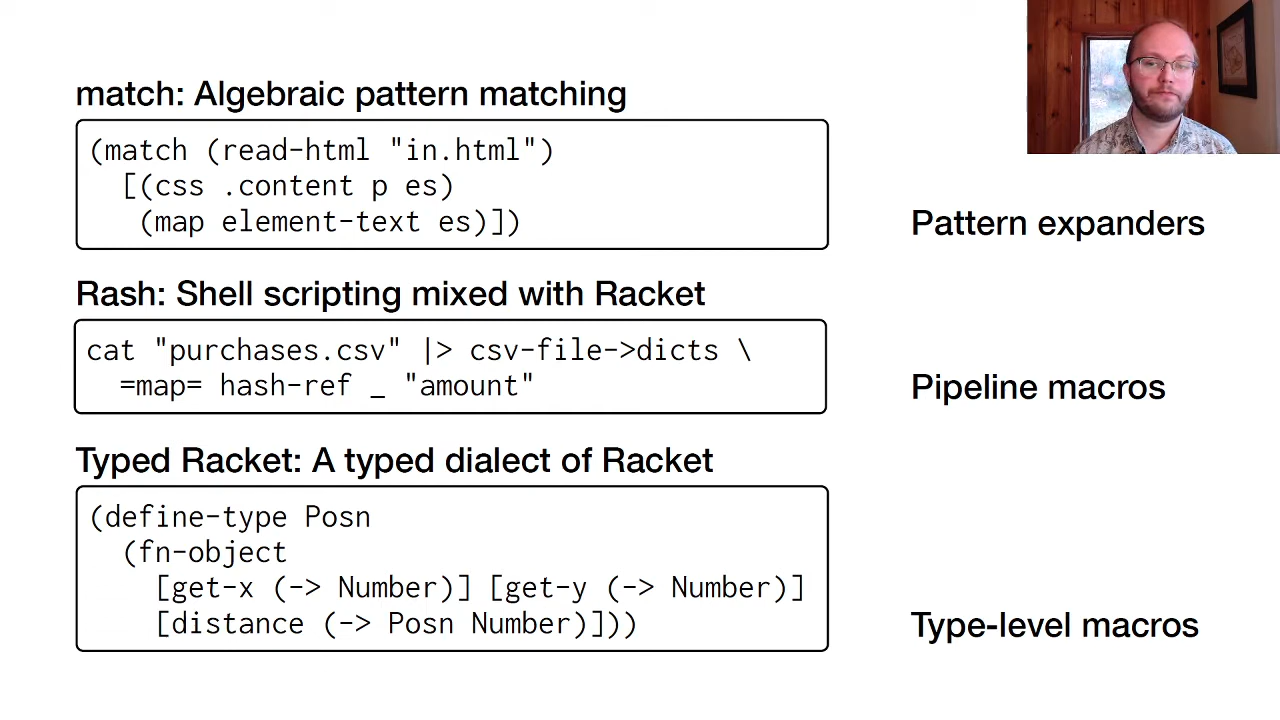 match: Algebraic pattern matching
(match (read-html "in.html")
[(css .content p es)
(map element-text es)])
Pattern expanders
Rash: Shell scripting mixed with Racket
cat "purchases.csv" |> csv-file->dicts \
=map= hash-ref _ "amount"
Pipeline macros
Typed Racket: A typed dialect of Racket
(define-type Posn
(fn-object
[get-x (-> Number)] [get-y (-> Number)]
[distance (-> Posn Number)]))
Type-level macros